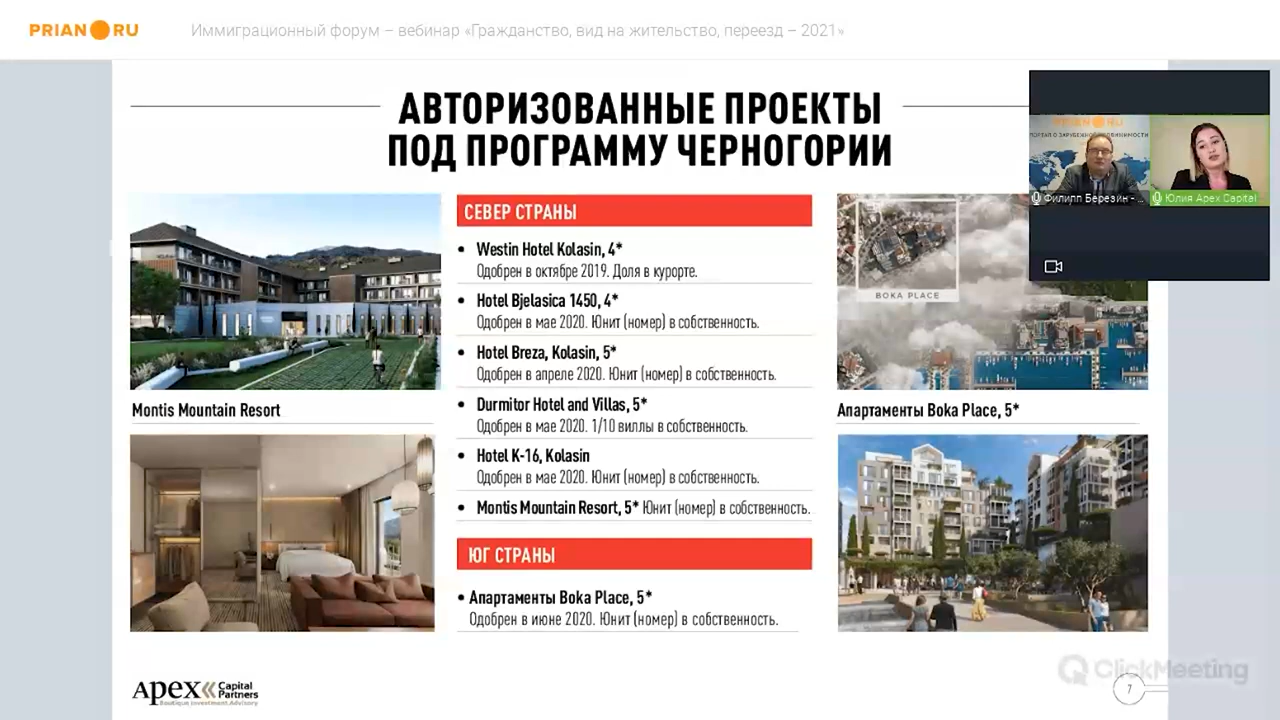 PRIAN.RU
Иммиграционный форум – вебинар «Гражданство, вид на жительство, переезд – 2021»
АВТОРИЗОВАННЫЕ ПРОЕКТЫ
ПОД ПРОГРАММУ ЧЕРНОГОРИИ
PRIAN.RU
Филипп Березин - ...
Юлия Apex Capital
Montis Mountain Resort
СЕВЕР СТРАНЫ
• Westin Hotel Kolasin, 4*
Одобрен в октябре 2019. Доля в курорте.
• Hotel Bjelasica 1450, 4*
Одобрен в мае 2020. Юнит (номер) в собственность.
• Hotel Breza, Kolasin, 5*
Одобрен в апреле 2020. Юнит (номер) в собственность.
• Durmitor Hotel and Villas, 5*
Одобрен в мае 2020. 1/10 виллы в собственность.
• Hotel K-16, Kolasin
Одобрен в мае 2020. Юнит (номер) в собственность.
• Montis Mountain Resort, 5* Юнит (номер) в собственность.
ЮГ СТРАНЫ
• Апартаменты Boka Place, 5*
Одобрен в июне 2020. Юнит (номер) в собственность.
BOKA PLACE
Апартаменты Boka Place, 5*
Apex Capital Partners
Boutique Investment Advisory
ClickMeeting
7